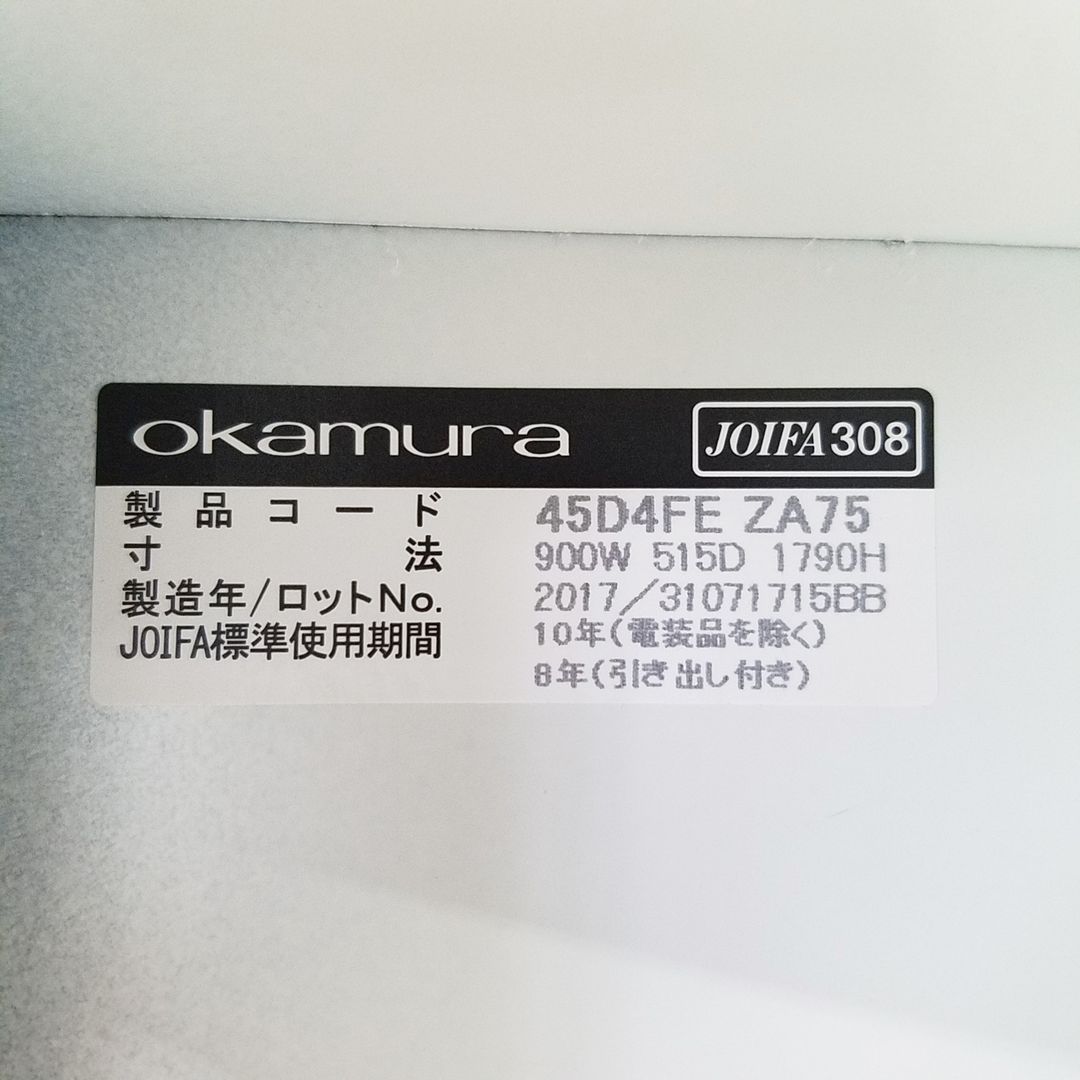 okamura JOIFA308
製品コード 45D4FE ZA75
寸法 900W 515D 1790H
製造年/ロットNo. 2017/31071715BB
JOIFA標準使用期間 10年(電装品を除く)
8年(引き出し付き)